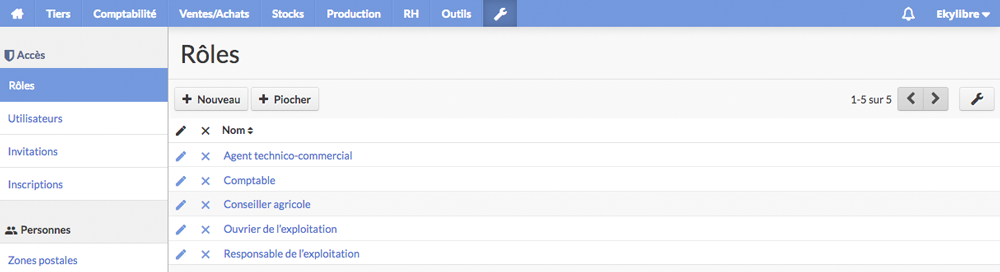 Tiers Comptabilité Ventes/Achats Stocks Production RH Outils Ekylibre
Accès
Rôles
Utilisateurs
Invitations
Inscriptions
Personnes
Zones postales
Rôles
Nouveau Piocher 1-5 sur 5
Nom
Agent technico-commercial
Comptable
Conseiller agricole
Ouvrier de l'exploitation
Responsable de l'exploitation